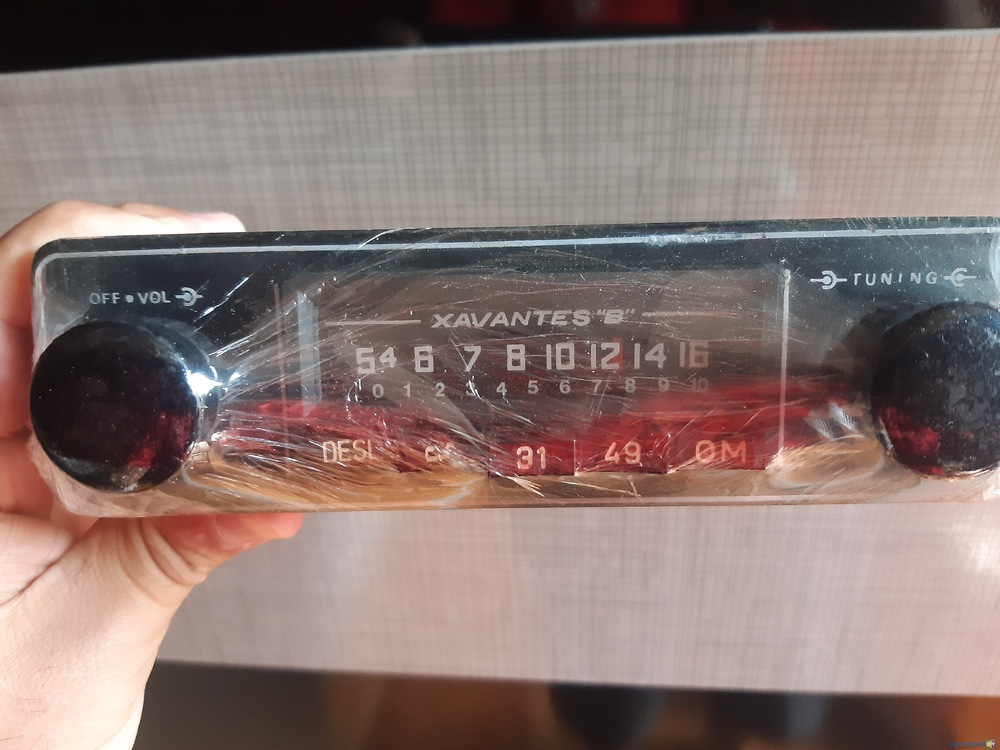 OFF • VOL
TUNING
XAVANTES "B"
54 6 7 8 10 12 14 16
0 1 2 3 4 5 6 7 8 9 10
DESL 31 49 OM